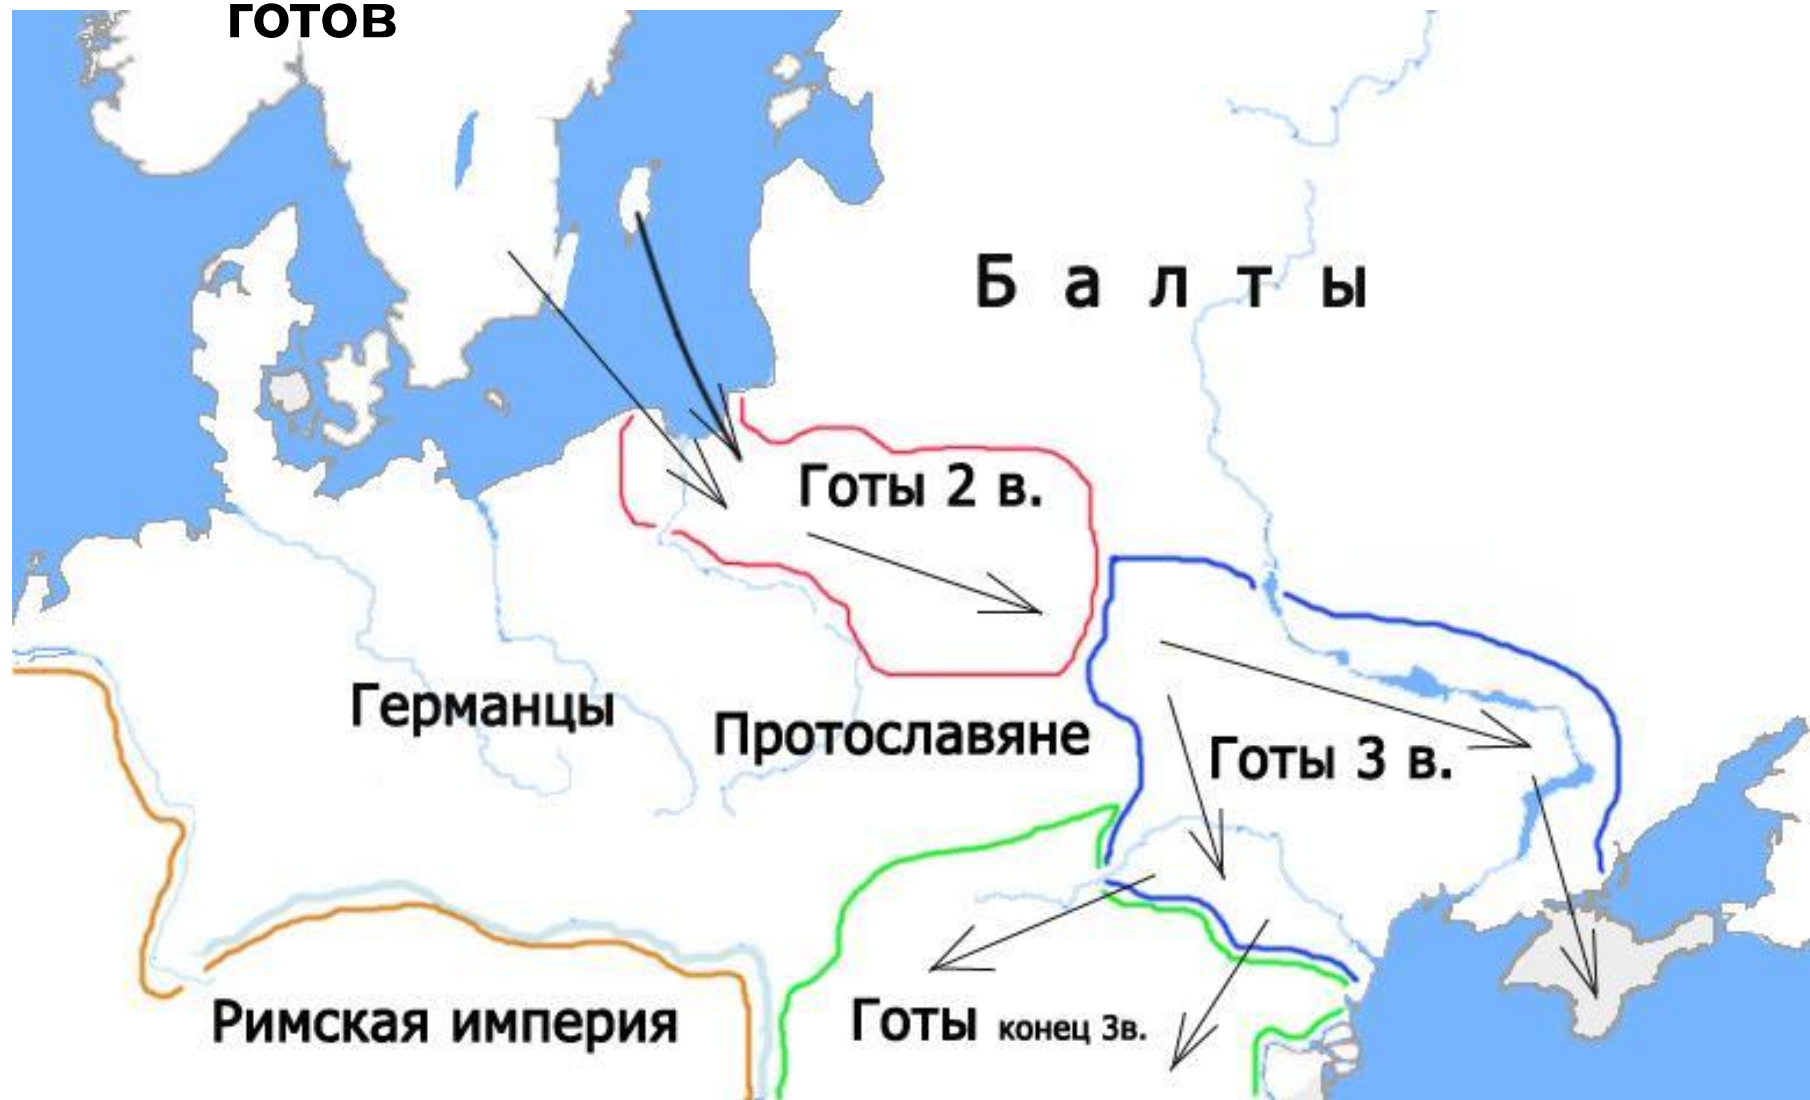 готов
Б а л т ы
Готы 2 в.
Германцы
Протославяне
Готы 3 в.
Римская империя
Готы конец 3в.